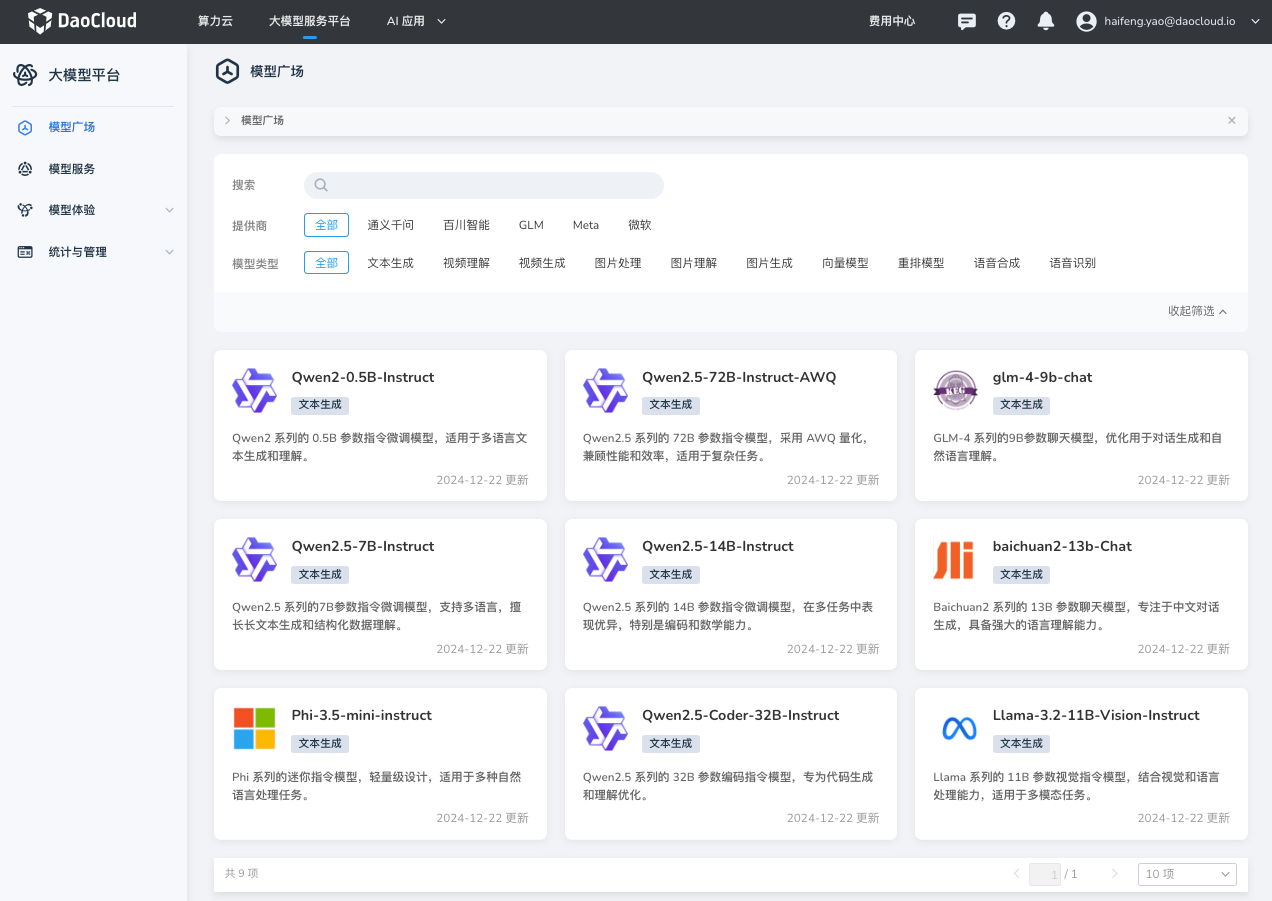 DaoCloud 算力云 大模型服务平台 AI 应用 费用中心 haifeng.yao@daocloud.io
大模型平台
模型广场
模型服务
模型体验
统计与管理
模型广场
模型广场
搜索
提供商 全部 通义千问 百川智能 GLM Meta 微软
模型类型 全部 文本生成 视频理解 视频生成 图片处理 图片理解 图片生成 向量模型 重排模型 语音合成 语音识别
收起筛选
Qwen2-0.5B-Instruct
文本生成
Qwen2 系列的 0.5B 参数指令微调模型，适用于多语言文
本生成和理解。
2024-12-22 更新
Qwen2.5-72B-Instruct-AWQ
文本生成
Qwen2.5 系列的 72B 参数指令模型，采用 AWQ 量化，
兼顾性能和效率，适用于复杂任务。
2024-12-22 更新
KEG
glm-4-9b-chat
文本生成
GLM-4 系列的9B参数聊天模型，优化用于对话生成和自
然语言理解。
2024-12-22 更新
Qwen2.5-7B-Instruct
文本生成
Qwen2.5 系列的7B参数指令微调模型，支持多语言，擅
长长文本生成和结构化数据理解。
2024-12-22 更新
Qwen2.5-14B-Instruct
文本生成
Qwen2.5 系列的 14B 参数指令微调模型，在多任务中表
现优异，特别是编码和数学能力。
2024-12-22 更新
baichuan2-13b-Chat
文本生成
Baichuan2 系列的 13B 参数聊天模型，专注于中文对话
生成，具备强大的语言理解能力。
2024-12-22 更新
Phi-3.5-mini-instruct
文本生成
Phi 系列的迷你指令模型，轻量级设计，适用于多种自然
语言处理任务。
2024-12-22 更新
Qwen2.5-Coder-32B-Instruct
文本生成
Qwen2.5 系列的 32B 参数编码指令模型，专为代码生成
和理解优化。
2024-12-22 更新
Llama-3.2-11B-Vision-Instruct
文本生成
Llama 系列的 11B 参数视觉指令模型，结合视觉和语言
处理能力，适用于多模态任务。
2024-12-22 更新
共 9 项 1 / 1 10 项